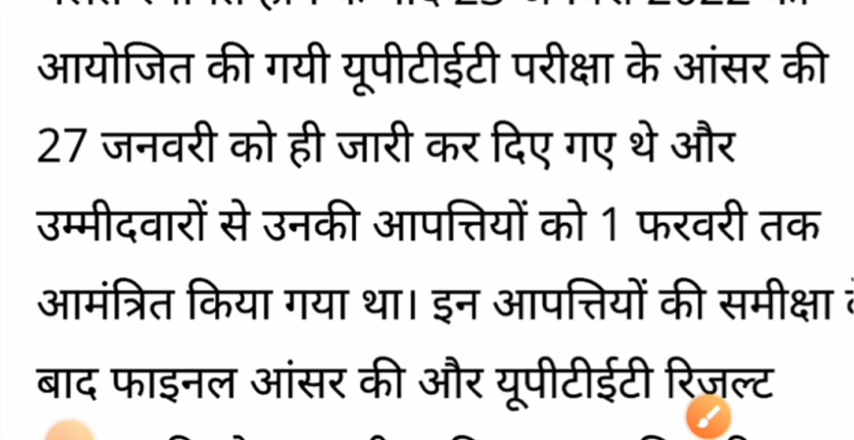 आयोजित की गयी यूपीटीईटी परीक्षा के आंसर की
27 जनवरी को ही जारी कर दिए गए थे और
उम्मीदवारों से उनकी आपत्तियों को 1 फरवरी तक
आमंत्रित किया गया था। इन आपत्तियों की समीक्षा
बाद फाइनल आंसर की और यूपीटीईटी रिजल्ट